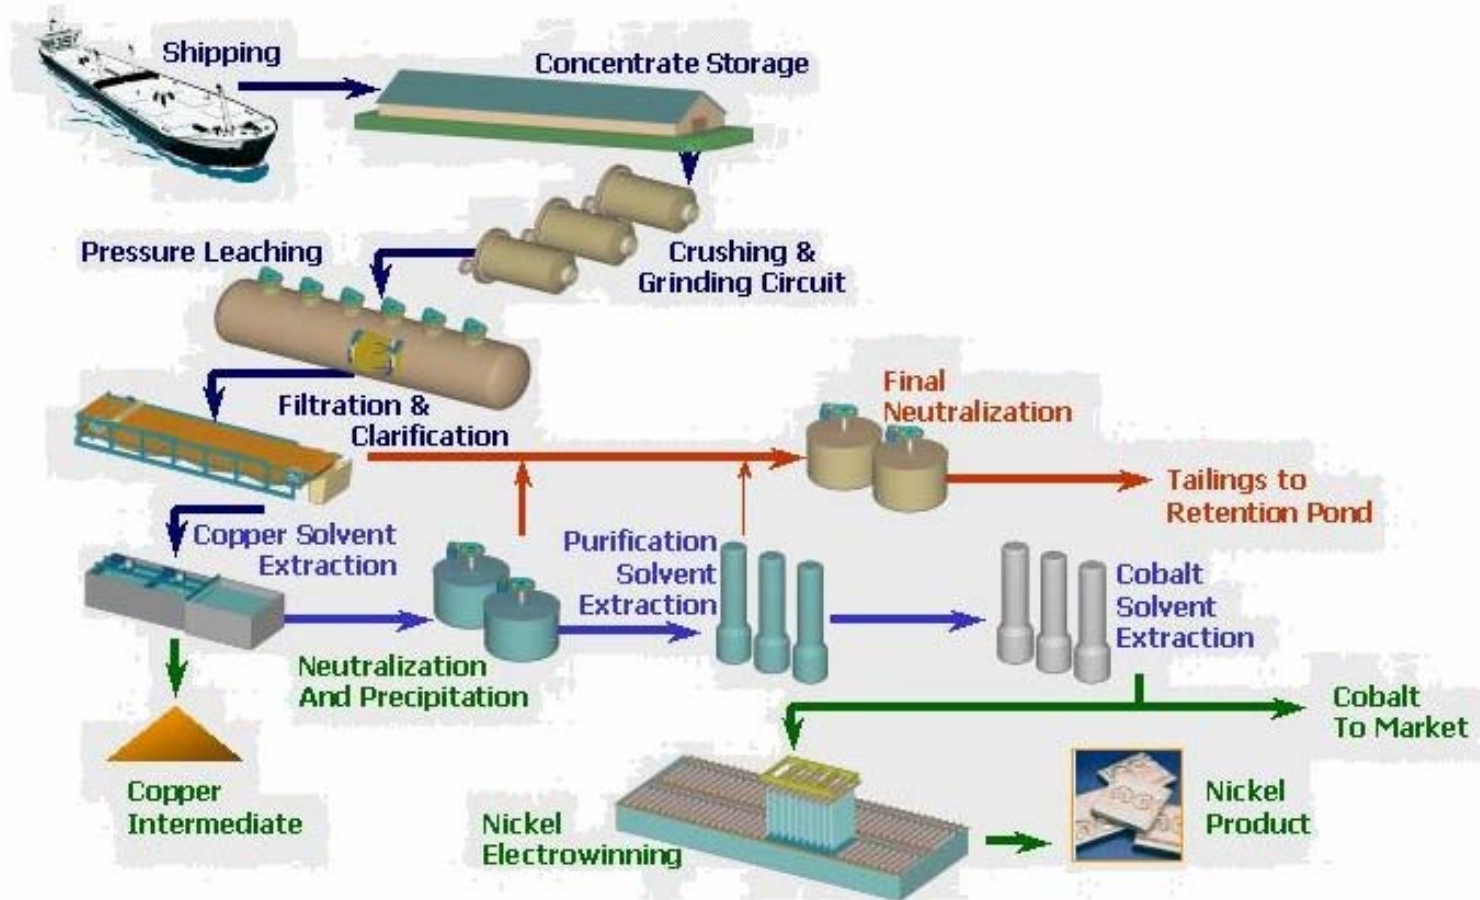 Shipping
Concentrate Storage
Pressure Leaching
Crushing &
Grinding Circuit
Filtration &
Clarification
Final
Neutralization
Tailings to
Retention Pond
Copper Solvent
Extraction
Purification
Solvent
Extraction
Cobalt
Solvent
Extraction
Neutralization
And Precipitation
Cobalt
To Market
Copper
Intermediate
Nickel
Electrowinning
Nickel
Product